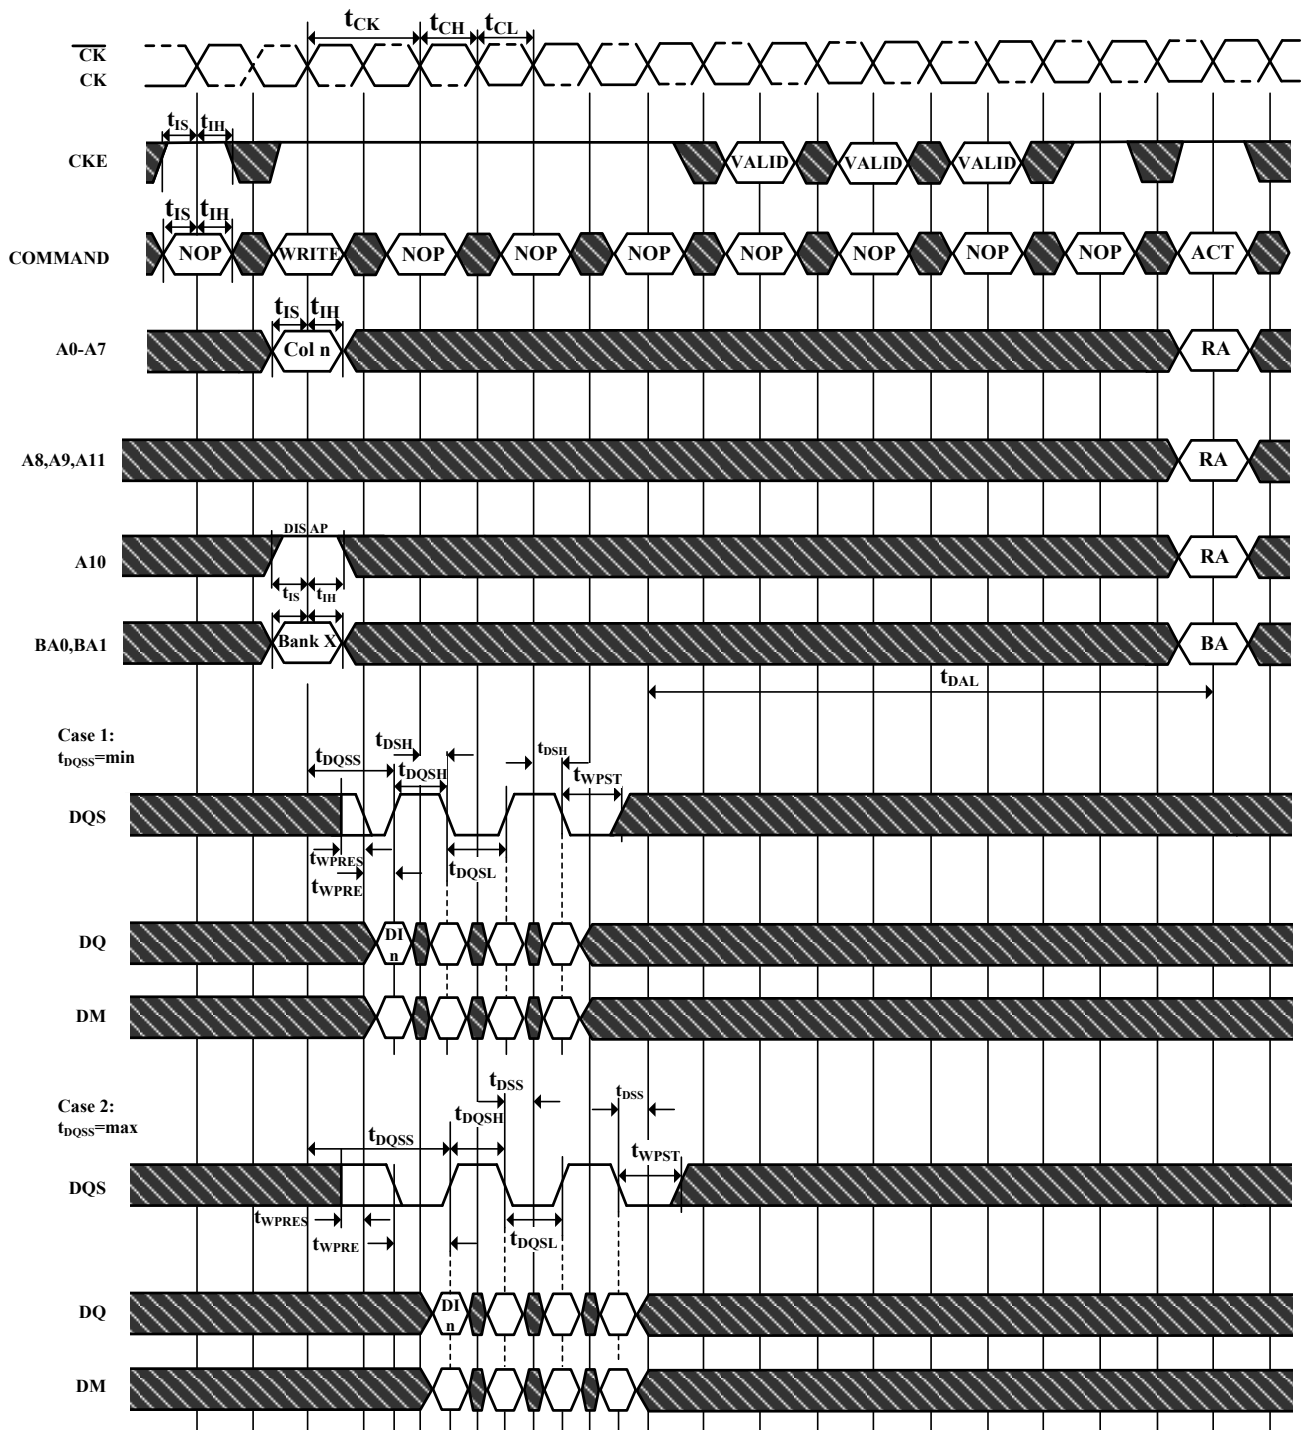 tCK tCH tCL
CK
CK
tIS tIH
CKE VALID VALID VALID
tIS tIH
COMMAND NOP WRITE NOP NOP NOP NOP NOP NOP NOP ACT
tIS tIH
A0-A7 Col n RA
A8,A9,A11 RA
DIS AP
A10 RA
tIS tIH
BA0,BA1 Bank X BA
tDAL
Case 1:
tDQSS=min
tDSH tDSH
tDQSS tDQSH tWPST
DQS
tWPRES tDQSL
tWPRE
DQ DI n
DM
tDSS tDSS
Case 2:
tDQSS=max
tDQSH
tDQSS tWPST
DQS
tWPRES
tWPRE tDQSL
DQ DI n
DM